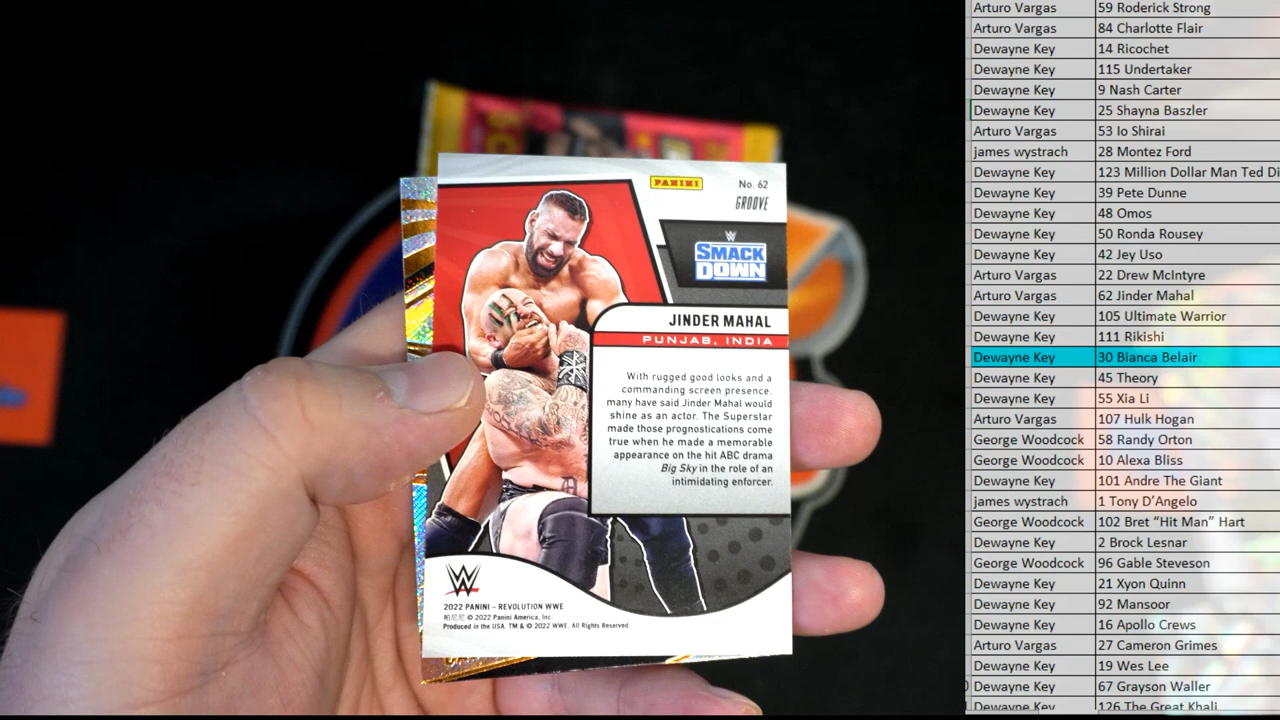 PANINI
No. 62
GROOVE
SMACK
DOWN
JINDER MAHAL
PUNJAB, INDIA
With rugged good looks and a
commanding screen presence,
many have said Jinder Mahal would
shine as an actor. The Superstar
made those prognostications come
true when he made a memorable
appearance on the hit ABC drama
Big Sky in the role of an
intimidating enforcer.
W
2022 PANINI – REVOLUTION WWE
帕尼尼 © 2022 Panini America, Inc.
Produced in the USA. TM & © 2022 WWE. All Rights Reserved.
Arturo Vargas 59 Roderick Strong
Arturo Vargas 84 Charlotte Flair
Dewayne Key 14 Ricochet
Dewayne Key 115 Undertaker
Dewayne Key 9 Nash Carter
Dewayne Key 25 Shayna Baszler
Arturo Vargas 53 Io Shirai
james wystrach 28 Montez Ford
Dewayne Key 123 Million Dollar Man Ted Di
Dewayne Key 39 Pete Dunne
Dewayne Key 48 Omos
Dewayne Key 50 Ronda Rousey
Dewayne Key 42 Jey Uso
Arturo Vargas 22 Drew McIntyre
Arturo Vargas 62 Jinder Mahal
Dewayne Key 105 Ultimate Warrior
Dewayne Key 111 Rikishi
Dewayne Key 30 Bianca Belair
Dewayne Key 45 Theory
Dewayne Key 55 Xia Li
Arturo Vargas 107 Hulk Hogan
George Woodcock 58 Randy Orton
George Woodcock 10 Alexa Bliss
Dewayne Key 101 Andre The Giant
james wystrach 1 Tony D’Angelo
George Woodcock 102 Bret “Hit Man” Hart
Dewayne Key 2 Brock Lesnar
George Woodcock 96 Gable Steveson
Dewayne Key 21 Xyon Quinn
Dewayne Key 92 Mansoor
Dewayne Key 16 Apollo Crews
Arturo Vargas 27 Cameron Grimes
Dewayne Key 19 Wes Lee
Dewayne Key 67 Grayson Waller
Dewayne Key 126 The Great Khali